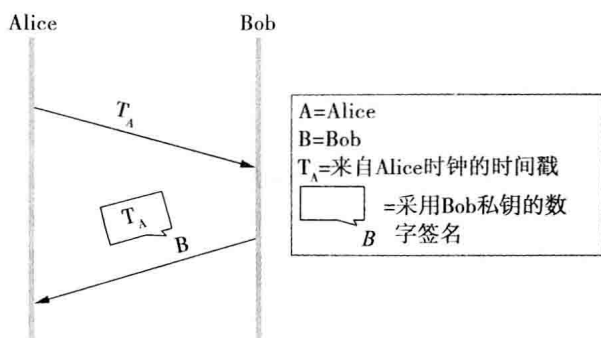 Alice
Bob
T_A
T_A
B
A=Alice
B=Bob
T_A=来自Alice时钟的时间戳
=采用Bob私钥的数
B
字签名